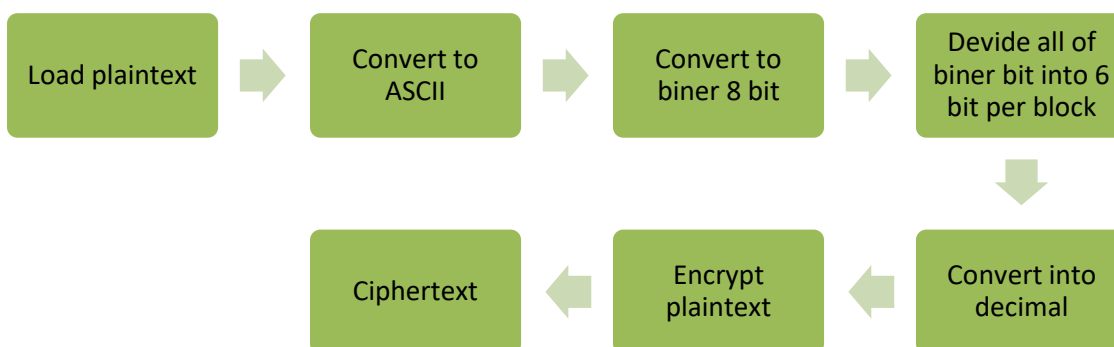 Load plaintext
Convert to
ASCII
Convert to
biner 8 bit
Devide all of
biner bit into 6
bit per block
Convert into
decimal
Encrypt
plaintext
Ciphertext